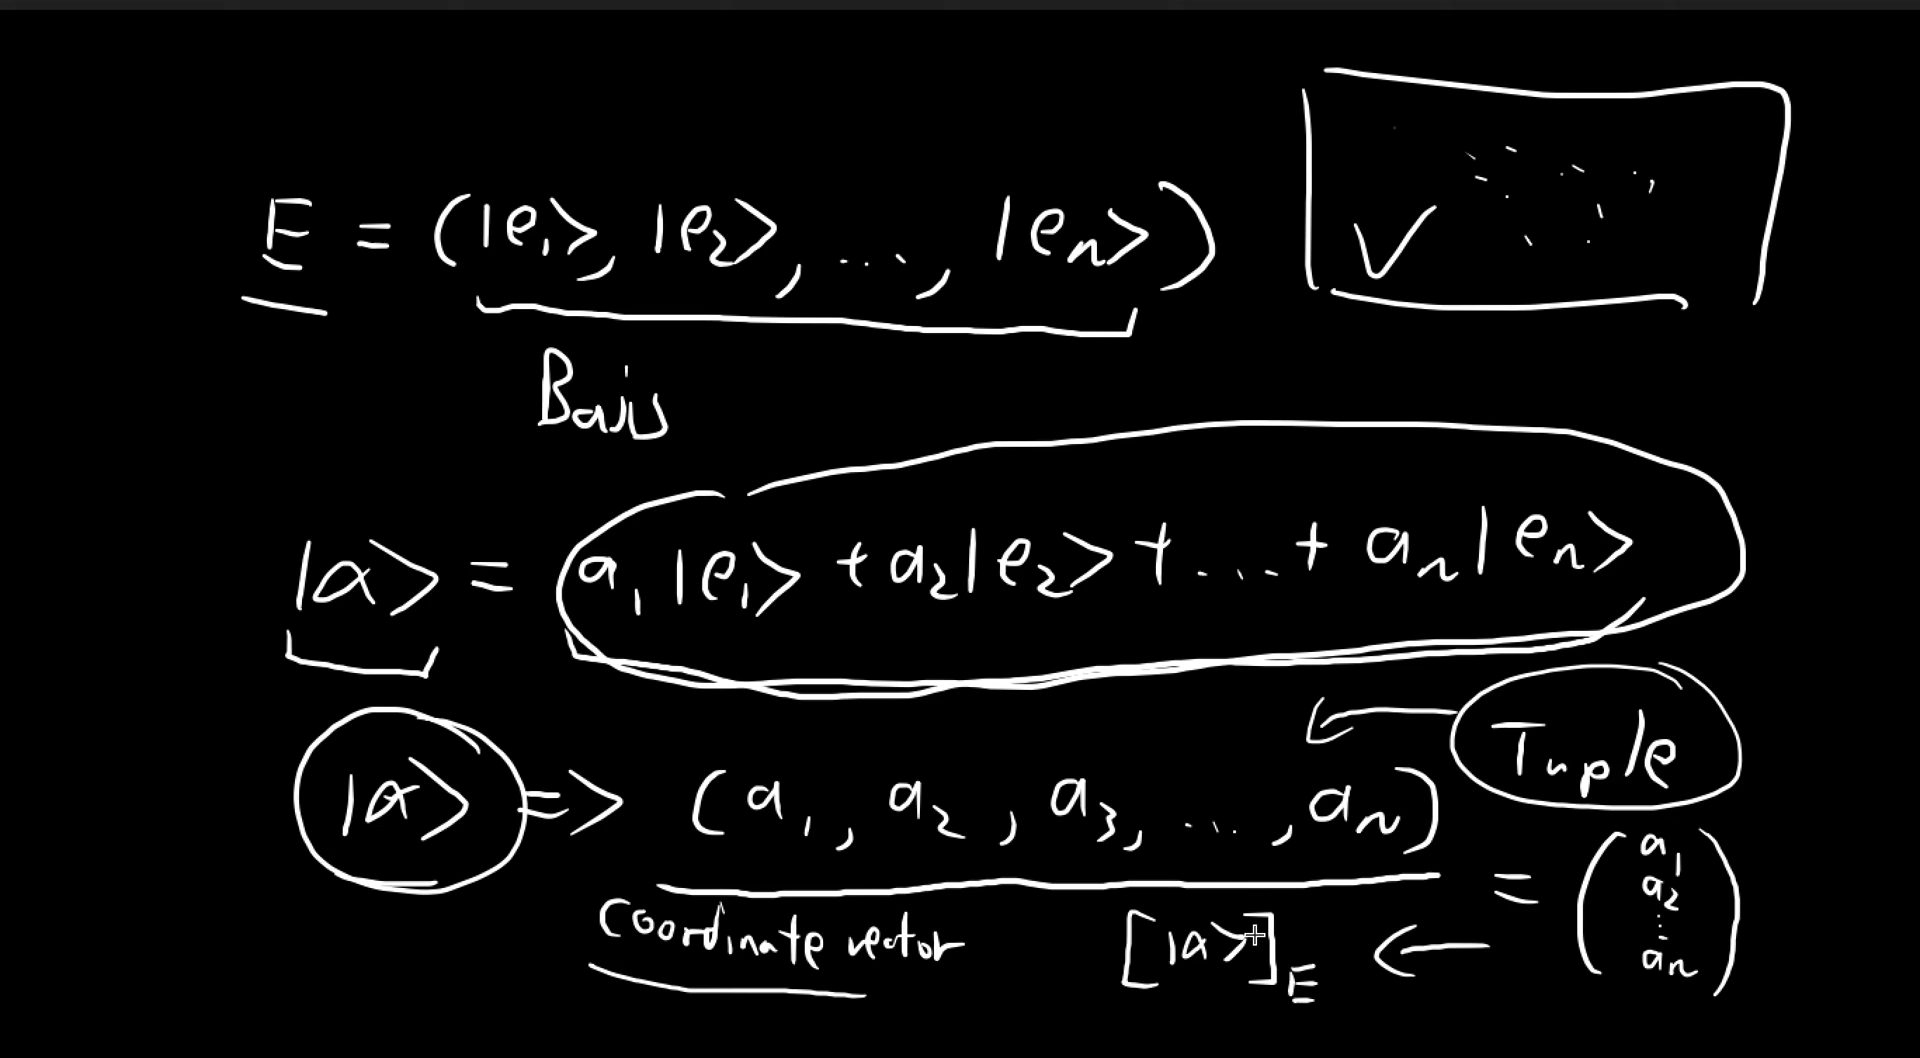 E = (|e₁>, |e₂>, ..., |eₙ>)
V
Basis
|a> = a₁|e₁> + a₂|e₂> + ... + aₙ|eₙ>
Tuple
|a> => (a₁, a₂, a₃, ..., aₙ) = (a₁ a₂ ⋮ aₙ)
coordinate vector [|a>]_E ←